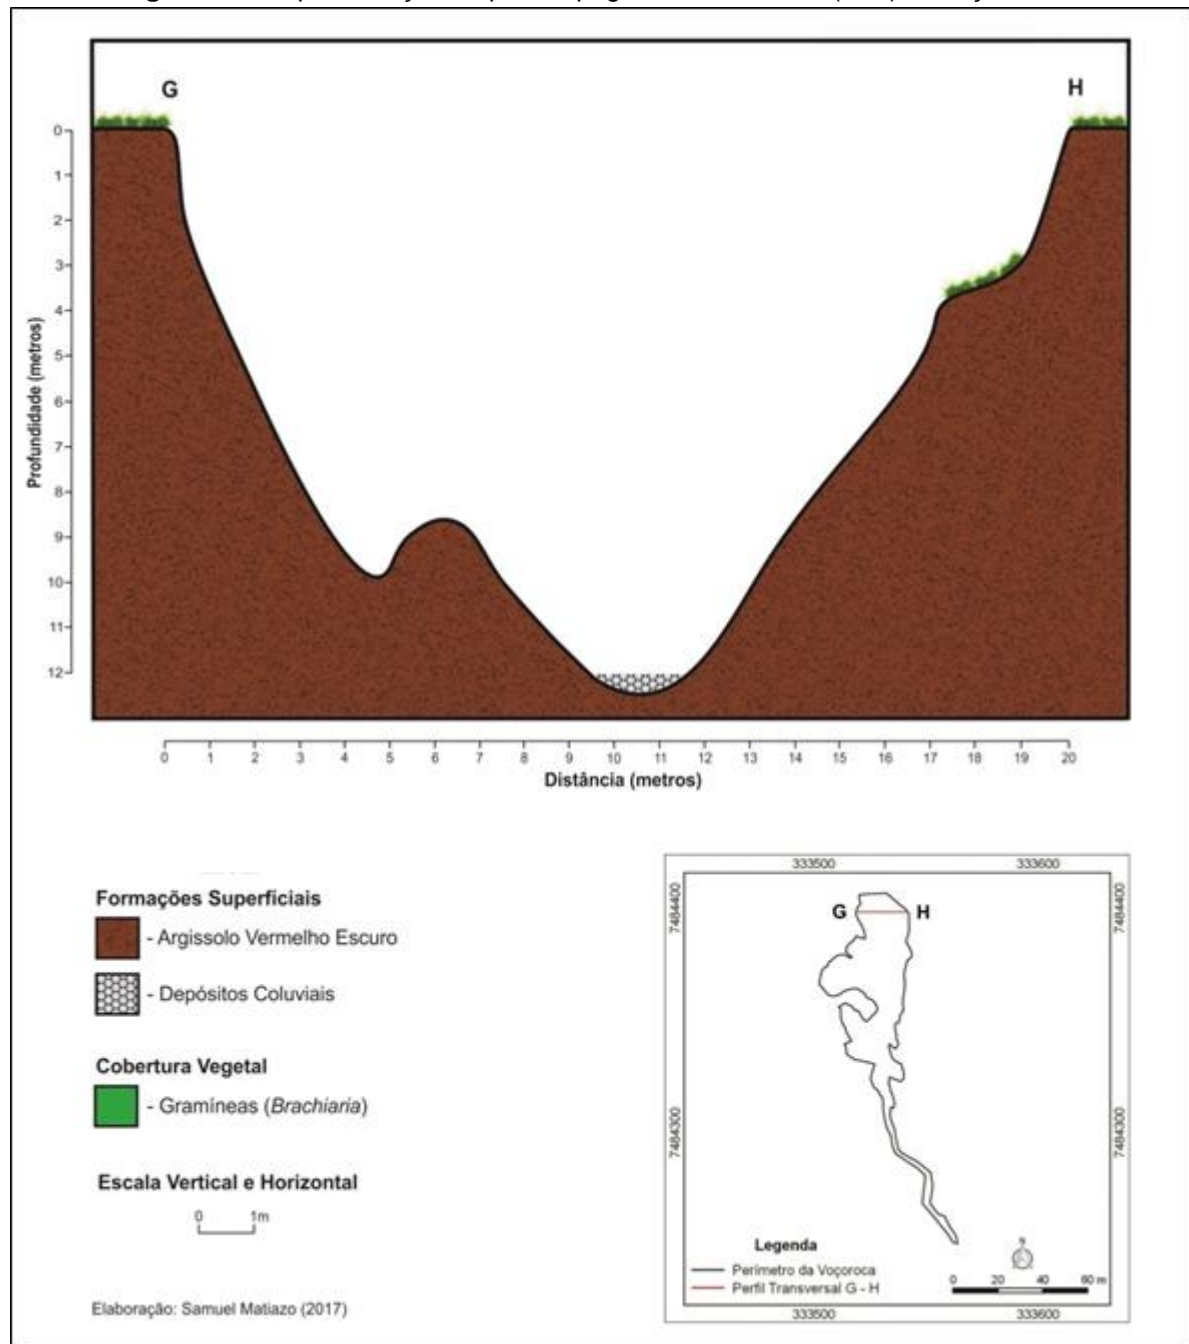 G H
0
1
2
3
4
5
6
7
8
9
10
11
12
Profundidade (metros)
0 1 2 3 4 5 6 7 8 9 10 11 12 13 14 15 16 17 18 19 20
Distância (metros)
Formações Superficiais
- Argissolo Vermelho Escuro
- Depósitos Coluviais
Cobertura Vegetal
- Gramíneas (Brachiaria)
Escala Vertical e Horizontal
0 1m
Elaboração: Samuel Matiazo (2017)
333500 333600
7484400 7484400
G H
7484300 7484300
Legenda
Perímetro da Voçoroca
Perfil Transversal G - H
N
0 20 40 60 m
333500 333600